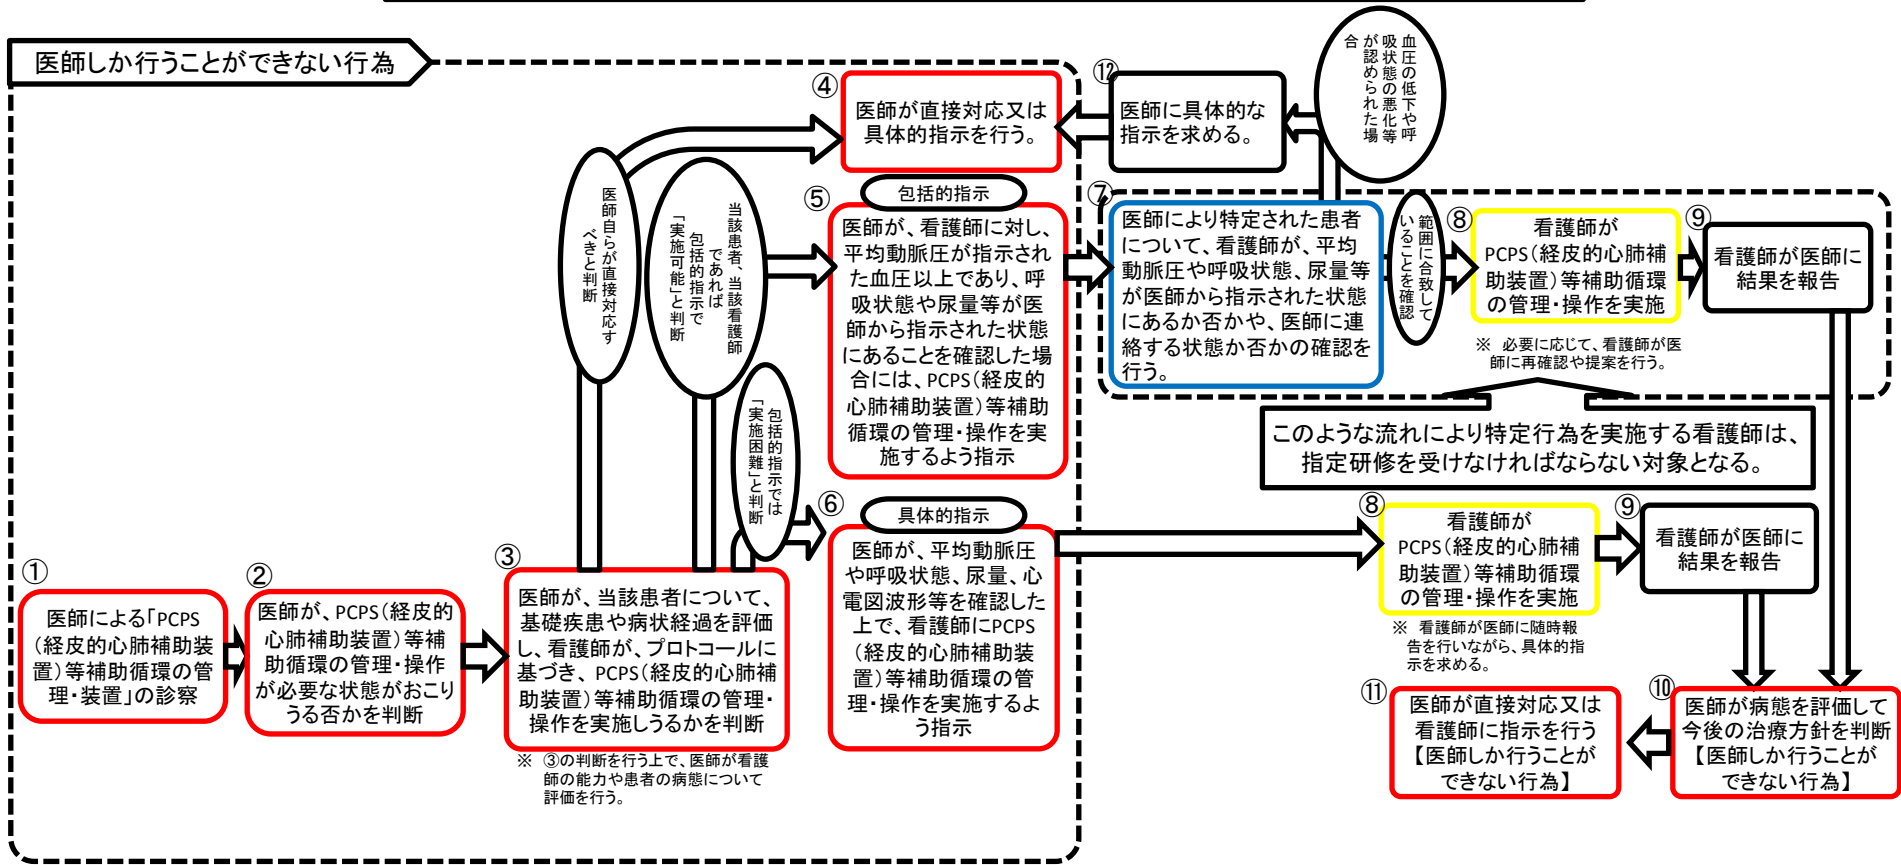 医師しか行うことができない行為
①
医師による「PCPS
（経皮的心肺補助装
置）等補助循環の管
理・装置」の診察
②
医師が、PCPS（経皮的
心肺補助装置）等補
助循環の管理・操作
が必要な状態がおこり
うる否かを判断
③
医師が、当該患者について、
基礎疾患や病状経過を評価
し、看護師が、プロトコールに
基づき、PCPS（経皮的心肺補
助装置）等補助循環の管理・
操作を実施しうるかを判断
※　③の判断を行う上で、医師が看護
師の能力や患者の病態について
評価を行う。
医師自らが直接対応す
べきと判断
当該患者、当該看護師
であれば
包括的指示で
「実施可能」と判断
包括的指示では
「実施困難」と判断
④
医師が直接対応又は
具体的指示を行う。
⑤
包括的指示
医師が、看護師に対し、
平均動脈圧が指示され
た血圧以上であり、呼
吸状態や尿量等が医
師から指示された状態
にあることを確認した場
合には、PCPS（経皮的
心肺補助装置）等補助
循環の管理・操作を実
施するよう指示
⑥
具体的指示
医師が、平均動脈圧
や呼吸状態、尿量、心
電図波形等を確認した
上で、看護師にPCPS
（経皮的心肺補助装
置）等補助循環の管
理・操作を実施するよ
う指示
⑫
医師に具体的な
指示を求める。
血圧の低下や呼
吸状態の悪化等
が認められた場
合
⑦
医師により特定された患者
について、看護師が、平均
動脈圧や呼吸状態、尿量等
が医師から指示された状態
にあるか否かや、医師に連
絡する状態か否かの確認を
行う。
範囲に合致して
いることを確認
⑧
看護師が
PCPS（経皮的心肺補
助装置）等補助循環
の管理・操作を実施
※　必要に応じて、看護師が医
師に再確認や提案を行う。
⑨
看護師が医師に
結果を報告
このような流れにより特定行為を実施する看護師は、
指定研修を受けなければならない対象となる。
⑧
看護師が
PCPS（経皮的心肺補
助装置）等補助循環
の管理・操作を実施
※　看護師が医師に随時報
告を行いながら、具体的指
示を求める。
⑨
看護師が医師に
結果を報告
⑩
医師が病態を評価して
今後の治療方針を判断
【医師しか行うことが
できない行為】
⑪
医師が直接対応又は
看護師に指示を行う
【医師しか行うことが
できない行為】